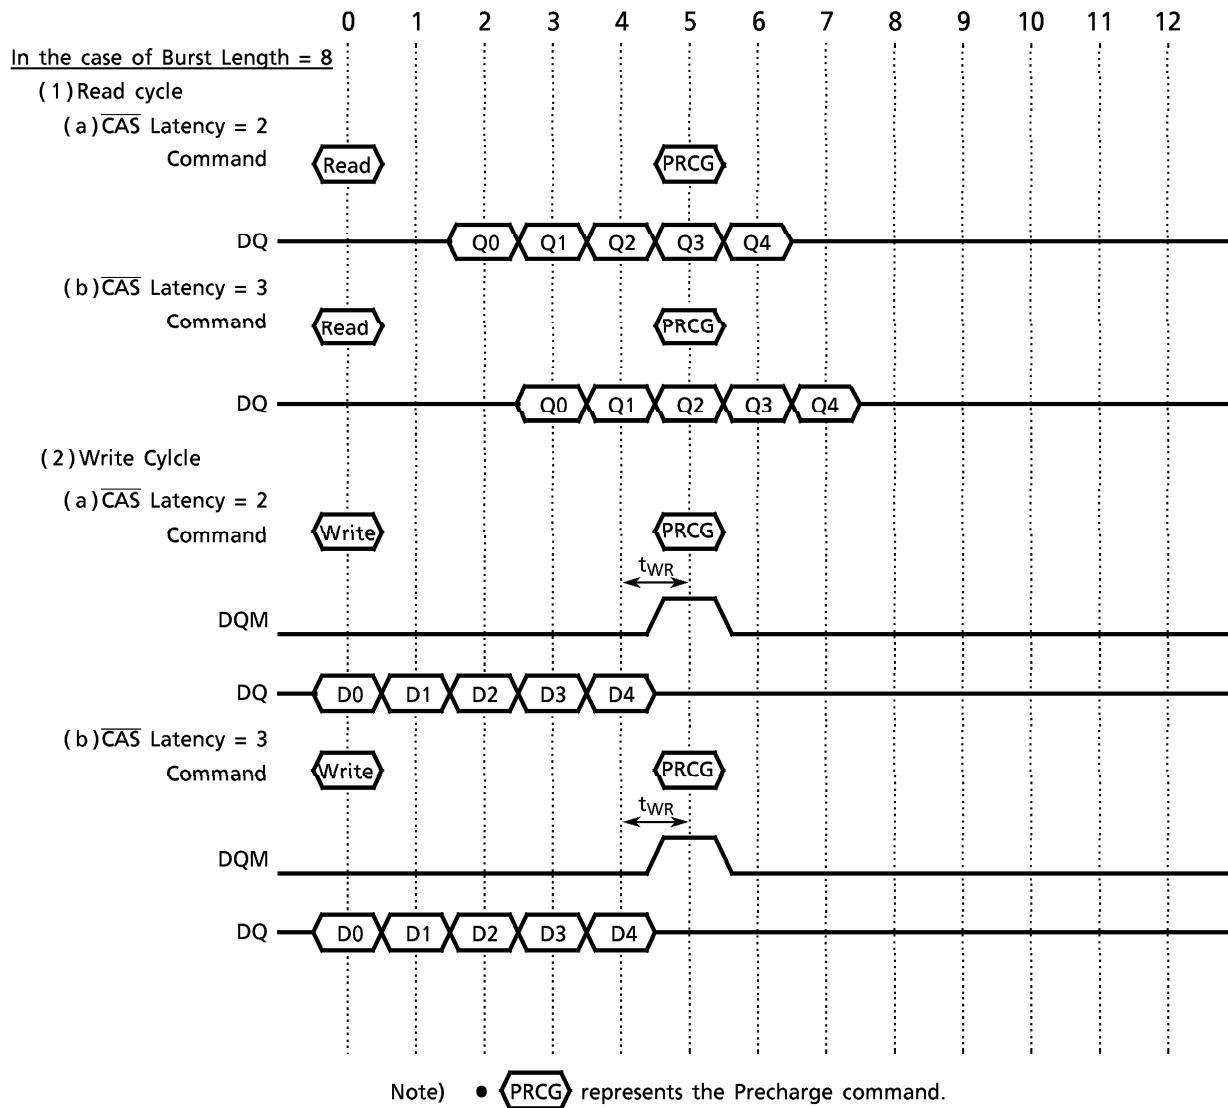 0 1 2 3 4 5 6 7 8 9 10 11 12
In the case of Burst Length = 8
(1) Read cycle
(a) C̅A̅S̅ Latency = 2
Command Read PRCG
DQ Q0 Q1 Q2 Q3 Q4
(b) C̅A̅S̅ Latency = 3
Command Read PRCG
DQ Q0 Q1 Q2 Q3 Q4
(2) Write Cylcle
(a) C̅A̅S̅ Latency = 2
Command Write PRCG
tWR
DQM
DQ D0 D1 D2 D3 D4
(b) C̅A̅S̅ Latency = 3
Command Write PRCG
tWR
DQM
DQ D0 D1 D2 D3 D4
Note) • PRCG represents the Precharge command.